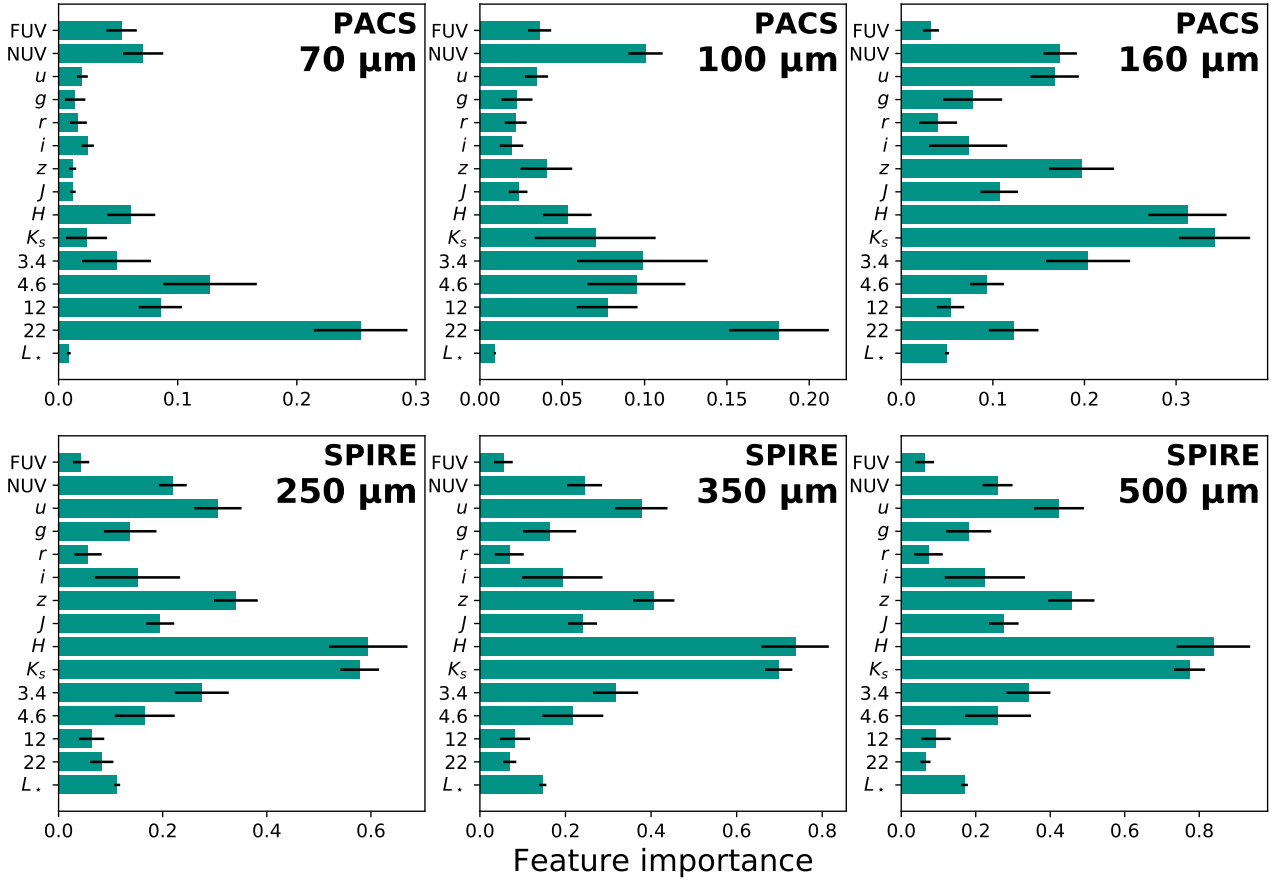 PACS
70 μm
FUV
NUV
u
g
r
i
z
J
H
Ks
3.4
4.6
12
22
L⋆
0.0 0.1 0.2 0.3
PACS
100 μm
FUV
NUV
u
g
r
i
z
J
H
Ks
3.4
4.6
12
22
L⋆
0.00 0.05 0.10 0.15 0.20
PACS
160 μm
FUV
NUV
u
g
r
i
z
J
H
Ks
3.4
4.6
12
22
L⋆
0.0 0.1 0.2 0.3
SPIRE
250 μm
FUV
NUV
u
g
r
i
z
J
H
Ks
3.4
4.6
12
22
L⋆
0.0 0.2 0.4 0.6
SPIRE
350 μm
FUV
NUV
u
g
r
i
z
J
H
Ks
3.4
4.6
12
22
L⋆
0.0 0.2 0.4 0.6 0.8
SPIRE
500 μm
FUV
NUV
u
g
r
i
z
J
H
Ks
3.4
4.6
12
22
L⋆
0.0 0.2 0.4 0.6 0.8
Feature importance